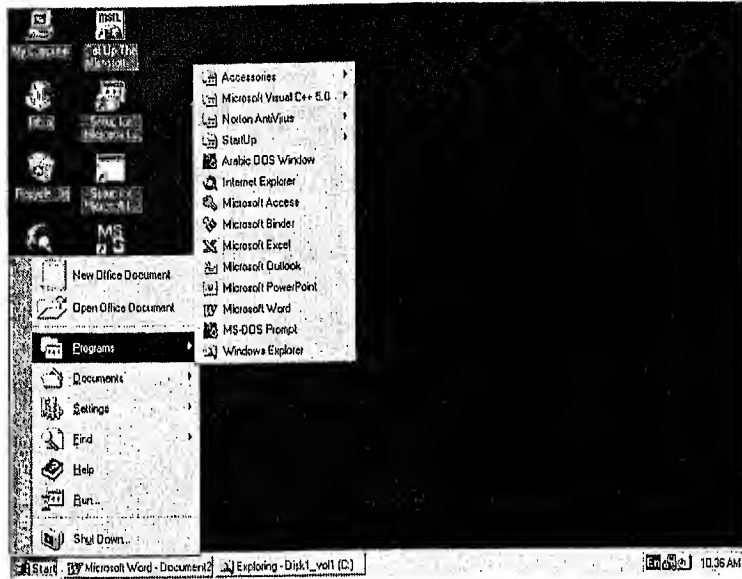 msn.
My Computer
Set Up The
Microsoft
MS
Accessories
Microsoft Visual C++ 5.0
Norton AntiVirus
StartUp
Arabic DOS Window
Internet Explorer
Microsoft Access
Microsoft Binder
Microsoft Excel
Microsoft Outlook
Microsoft PowerPoint
Microsoft Word
MS-DOS Prompt
Windows Explorer
New Office Document
Open Office Document
Programs
Documents
Settings
Find
Help
Run...
Shut Down...
Start
Microsoft Word - Document2
Exploring - Disk1_vol1 (C:)
En
10:36 AM